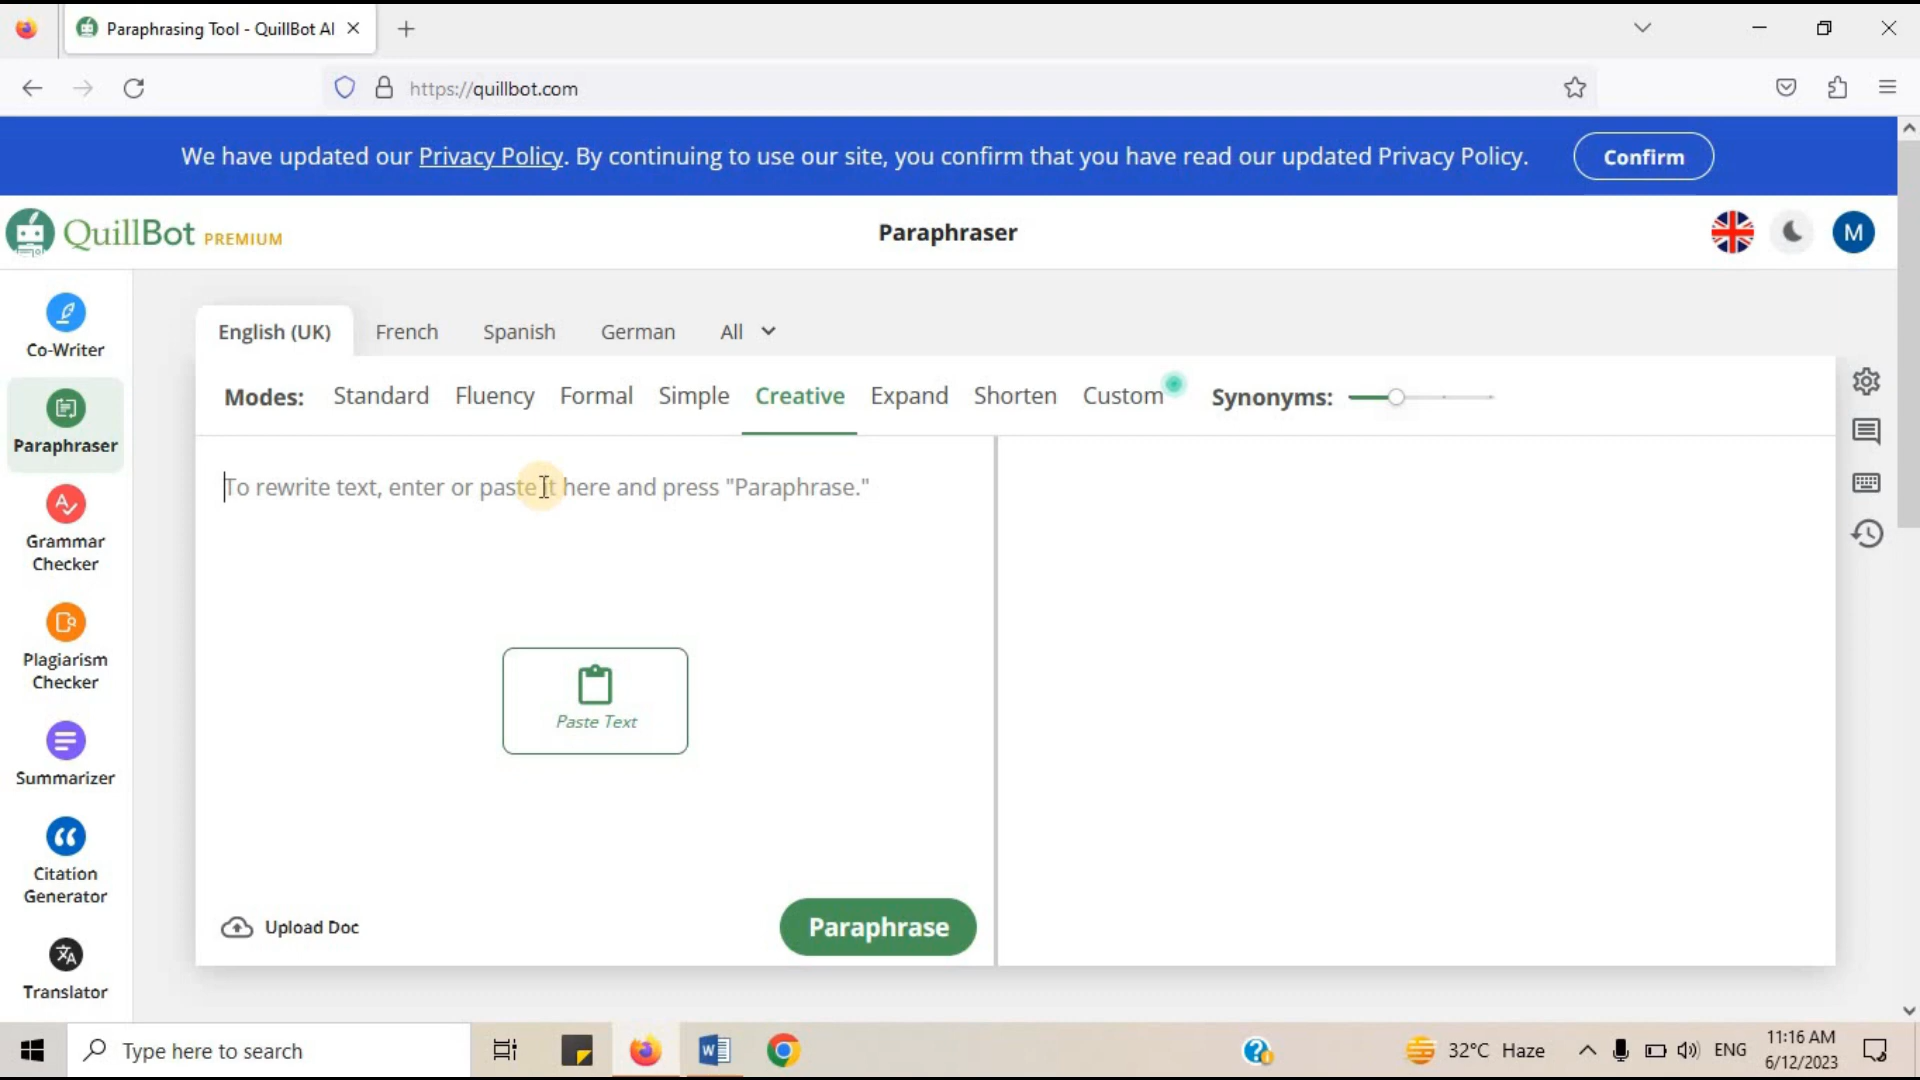 Paraphrasing Tool - QuillBot AI
https://quillbot.com
We have updated our Privacy Policy. By continuing to use our site, you confirm that you have read our updated Privacy Policy.
Confirm
QuillBot PREMIUM
Paraphraser
M
Co-Writer
Paraphraser
Grammar
Checker
Plagiarism
Checker
Summarizer
Citation
Generator
Translator
English (UK) French Spanish German All
Modes: Standard Fluency Formal Simple Creative Expand Shorten Custom Synonyms:
To rewrite text, enter or paste it here and press "Paraphrase."
Paste Text
Upload Doc
Paraphrase
Type here to search
32°C Haze
ENG
11:16 AM
6/12/2023